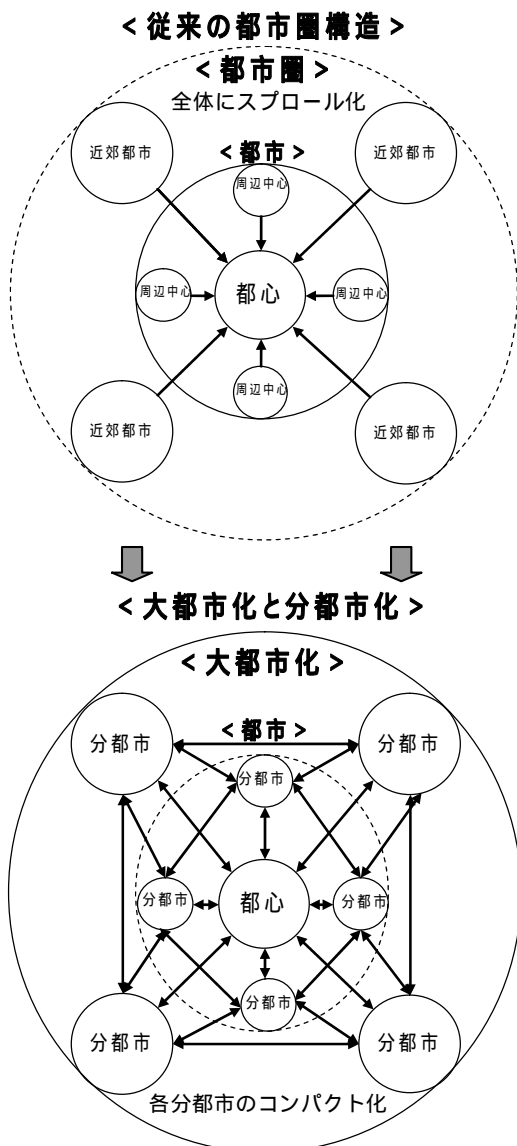 <従来の都市圏構造>
<都市圏>
全体にスプロール化
近郊都市
近郊都市
<都市>
周辺中心
周辺中心
都心
周辺中心
周辺中心
近郊都市
近郊都市
<大都市化と分都市化>
<大都市化>
分都市
<都市>
分都市
分都市
分都市
都心
分都市
分都市
分都市
分都市
各分都市のコンパクト化